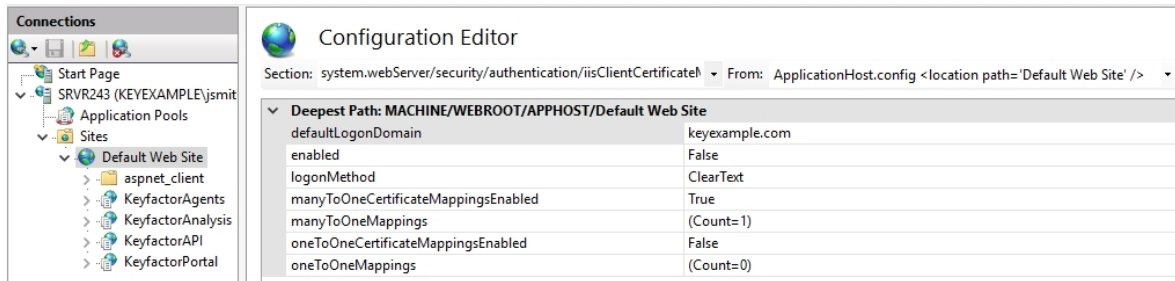 Connections
Start Page
SRVR243 (KEYEXAMPLE\jsmit
Application Pools
Sites
Default Web Site
aspnet_client
KeyfactorAgents
KeyfactorAnalysis
KeyfactorAPI
KeyfactorPortal
Configuration Editor
Section: system.webServer/security/authentication/iisClientCertificateM From: ApplicationHost.config <location path='Default Web Site' />
Deepest Path: MACHINE/WEBROOT/APPHOST/Default Web Site
defaultLogonDomain keyexample.com
enabled False
logonMethod ClearText
manyToOneCertificateMappingsEnabled True
manyToOneMappings (Count=1)
oneToOneCertificateMappingsEnabled False
oneToOneMappings (Count=0)